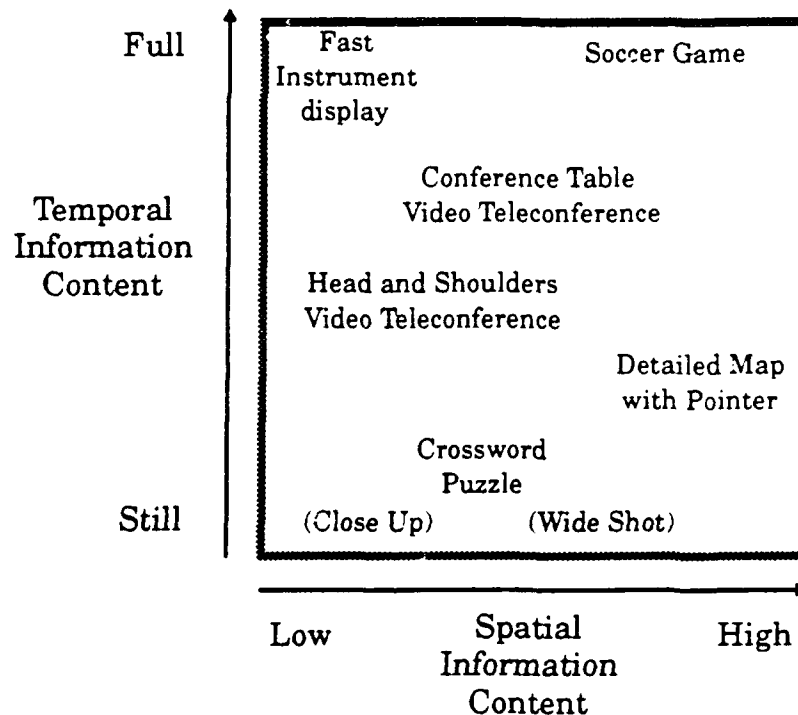 Full
Fast
Instrument
display
Soccer Game
Temporal
Information
Content
Conference Table
Video Teleconference
Head and Shoulders
Video Teleconference
Detailed Map
with Pointer
Crossword
Puzzle
Still
(Close Up)
(Wide Shot)
Low
Spatial
Information
Content
High